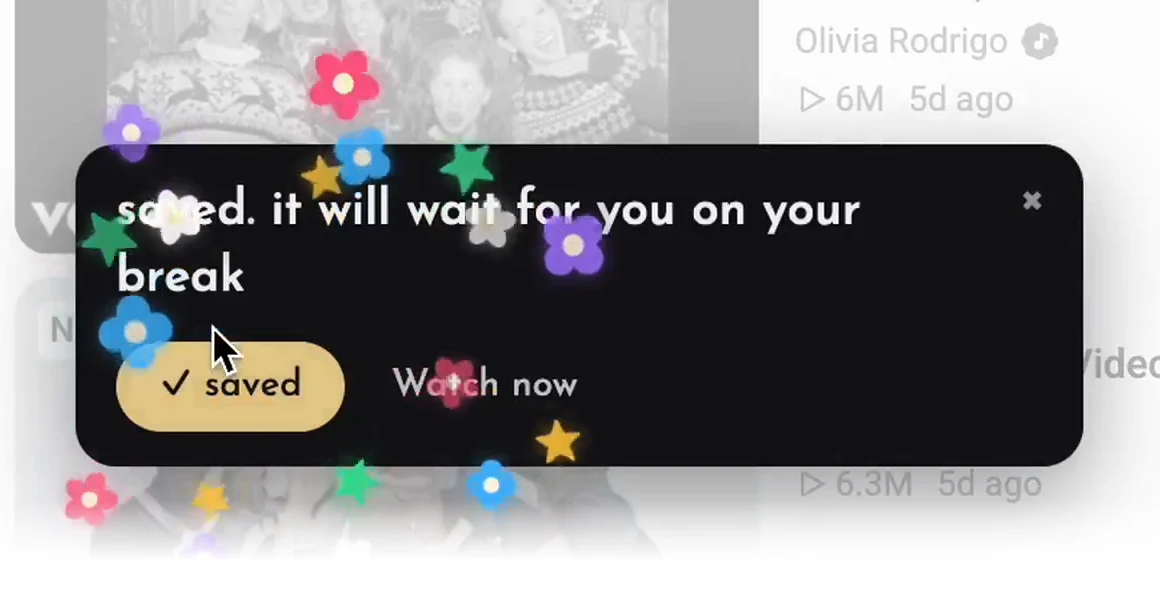 Olivia Rodrigo
6M 5d ago
saved. it will wait for you on your
break
✓ saved
Watch now
6.3M 5d ago